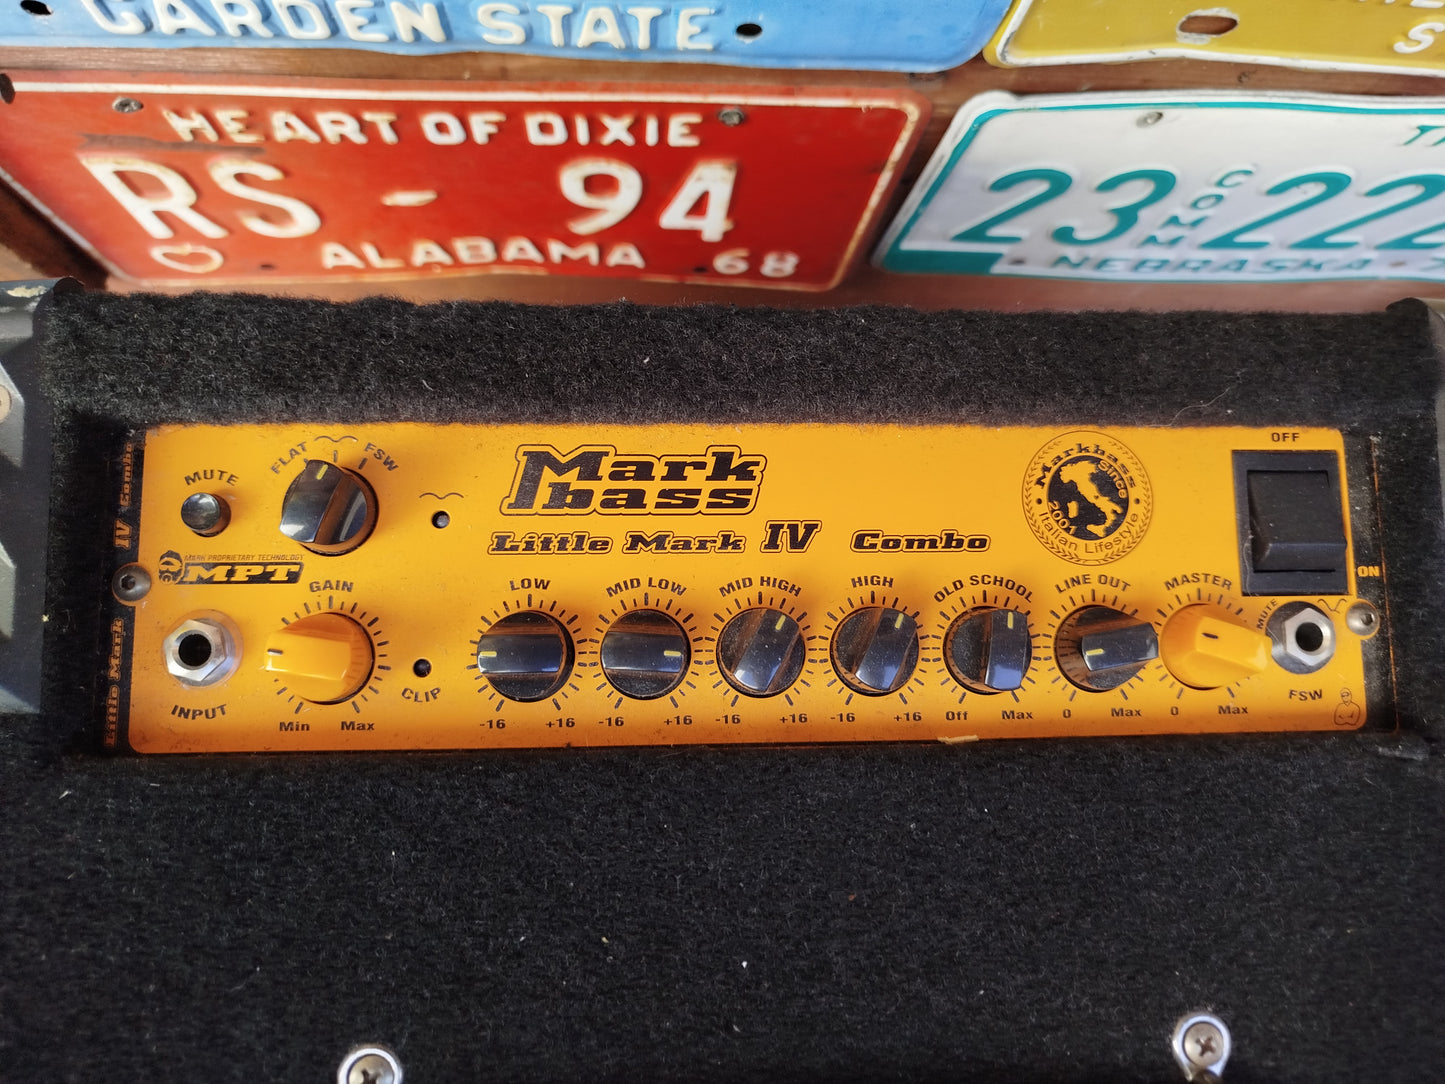 GARDEN STATE
HEART OF DIXIE
RS - 94
ALABAMA 68
23 COMM 222
NEBRASKA
OFF
Mark
bass
Markbass
since
2001
Italian Lifestyle
FLAT
FSW
MUTE
Little Mark IV Combo
MARK PROPRIETARY TECHNOLOGY
MPT
ON
GAIN
LOW
MID LOW
MID HIGH
HIGH
OLD SCHOOL
LINE OUT
MASTER
MUTE
CLIP
INPUT
FSW
Min Max
-16 +16
-16 +16
-16 +16
-16 +16
Off Max
0 Max
0 Max
Little Mark IV Combo